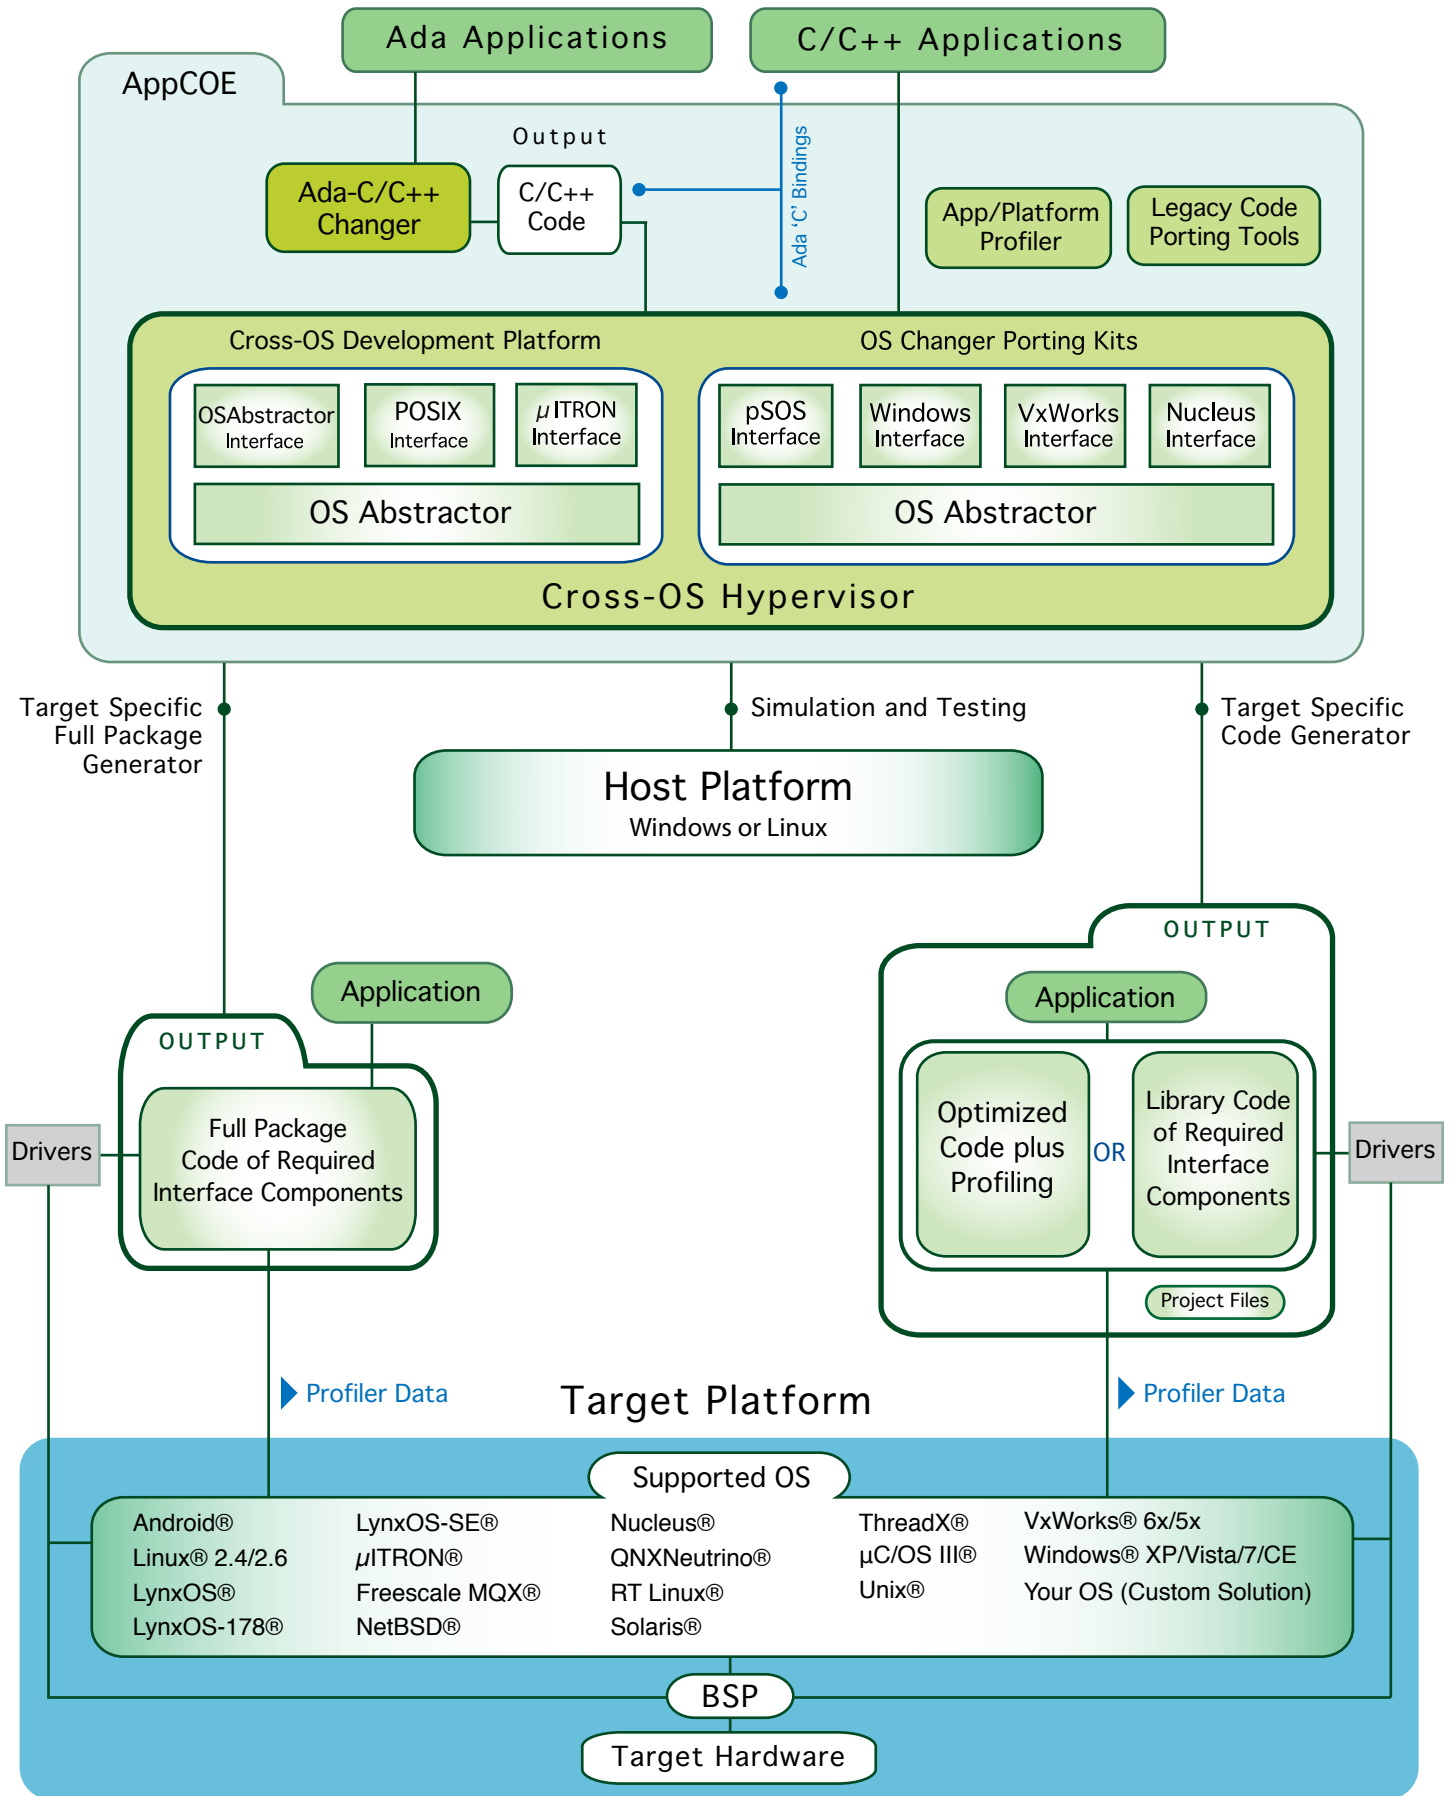 Ada Applications
C/C++ Applications
AppCOE
Output
Ada-C/C++
Changer
C/C++
Code
Ada ‘C’ Bindings
App/Platform
Profiler
Legacy Code
Porting Tools
Cross-OS Development Platform
OS Changer Porting Kits
OSAbstractor
Interface
POSIX
Interface
µITRON
Interface
pSOS
Interface
Windows
Interface
VxWorks
Interface
Nucleus
Interface
OS Abstractor
OS Abstractor
Cross-OS Hypervisor
Target Specific
Full Package
Generator
Simulation and Testing
Target Specific
Code Generator
Host Platform
Windows or Linux
OUTPUT
Application
OUTPUT
Application
Drivers
Full Package
Code of Required
Interface Components
Optimized
Code plus
Profiling
OR
Library Code
of Required
Interface
Components
Drivers
Project Files
Profiler Data
Target Platform
Profiler Data
Supported OS
Android®
Linux® 2.4/2.6
LynxOS®
LynxOS-178®
LynxOS-SE®
µITRON®
Freescale MQX®
NetBSD®
Nucleus®
QNXNeutrino®
RT Linux®
Solaris®
ThreadX®
µC/OS III®
Unix®
VxWorks® 6x/5x
Windows® XP/Vista/7/CE
Your OS (Custom Solution)
BSP
Target Hardware